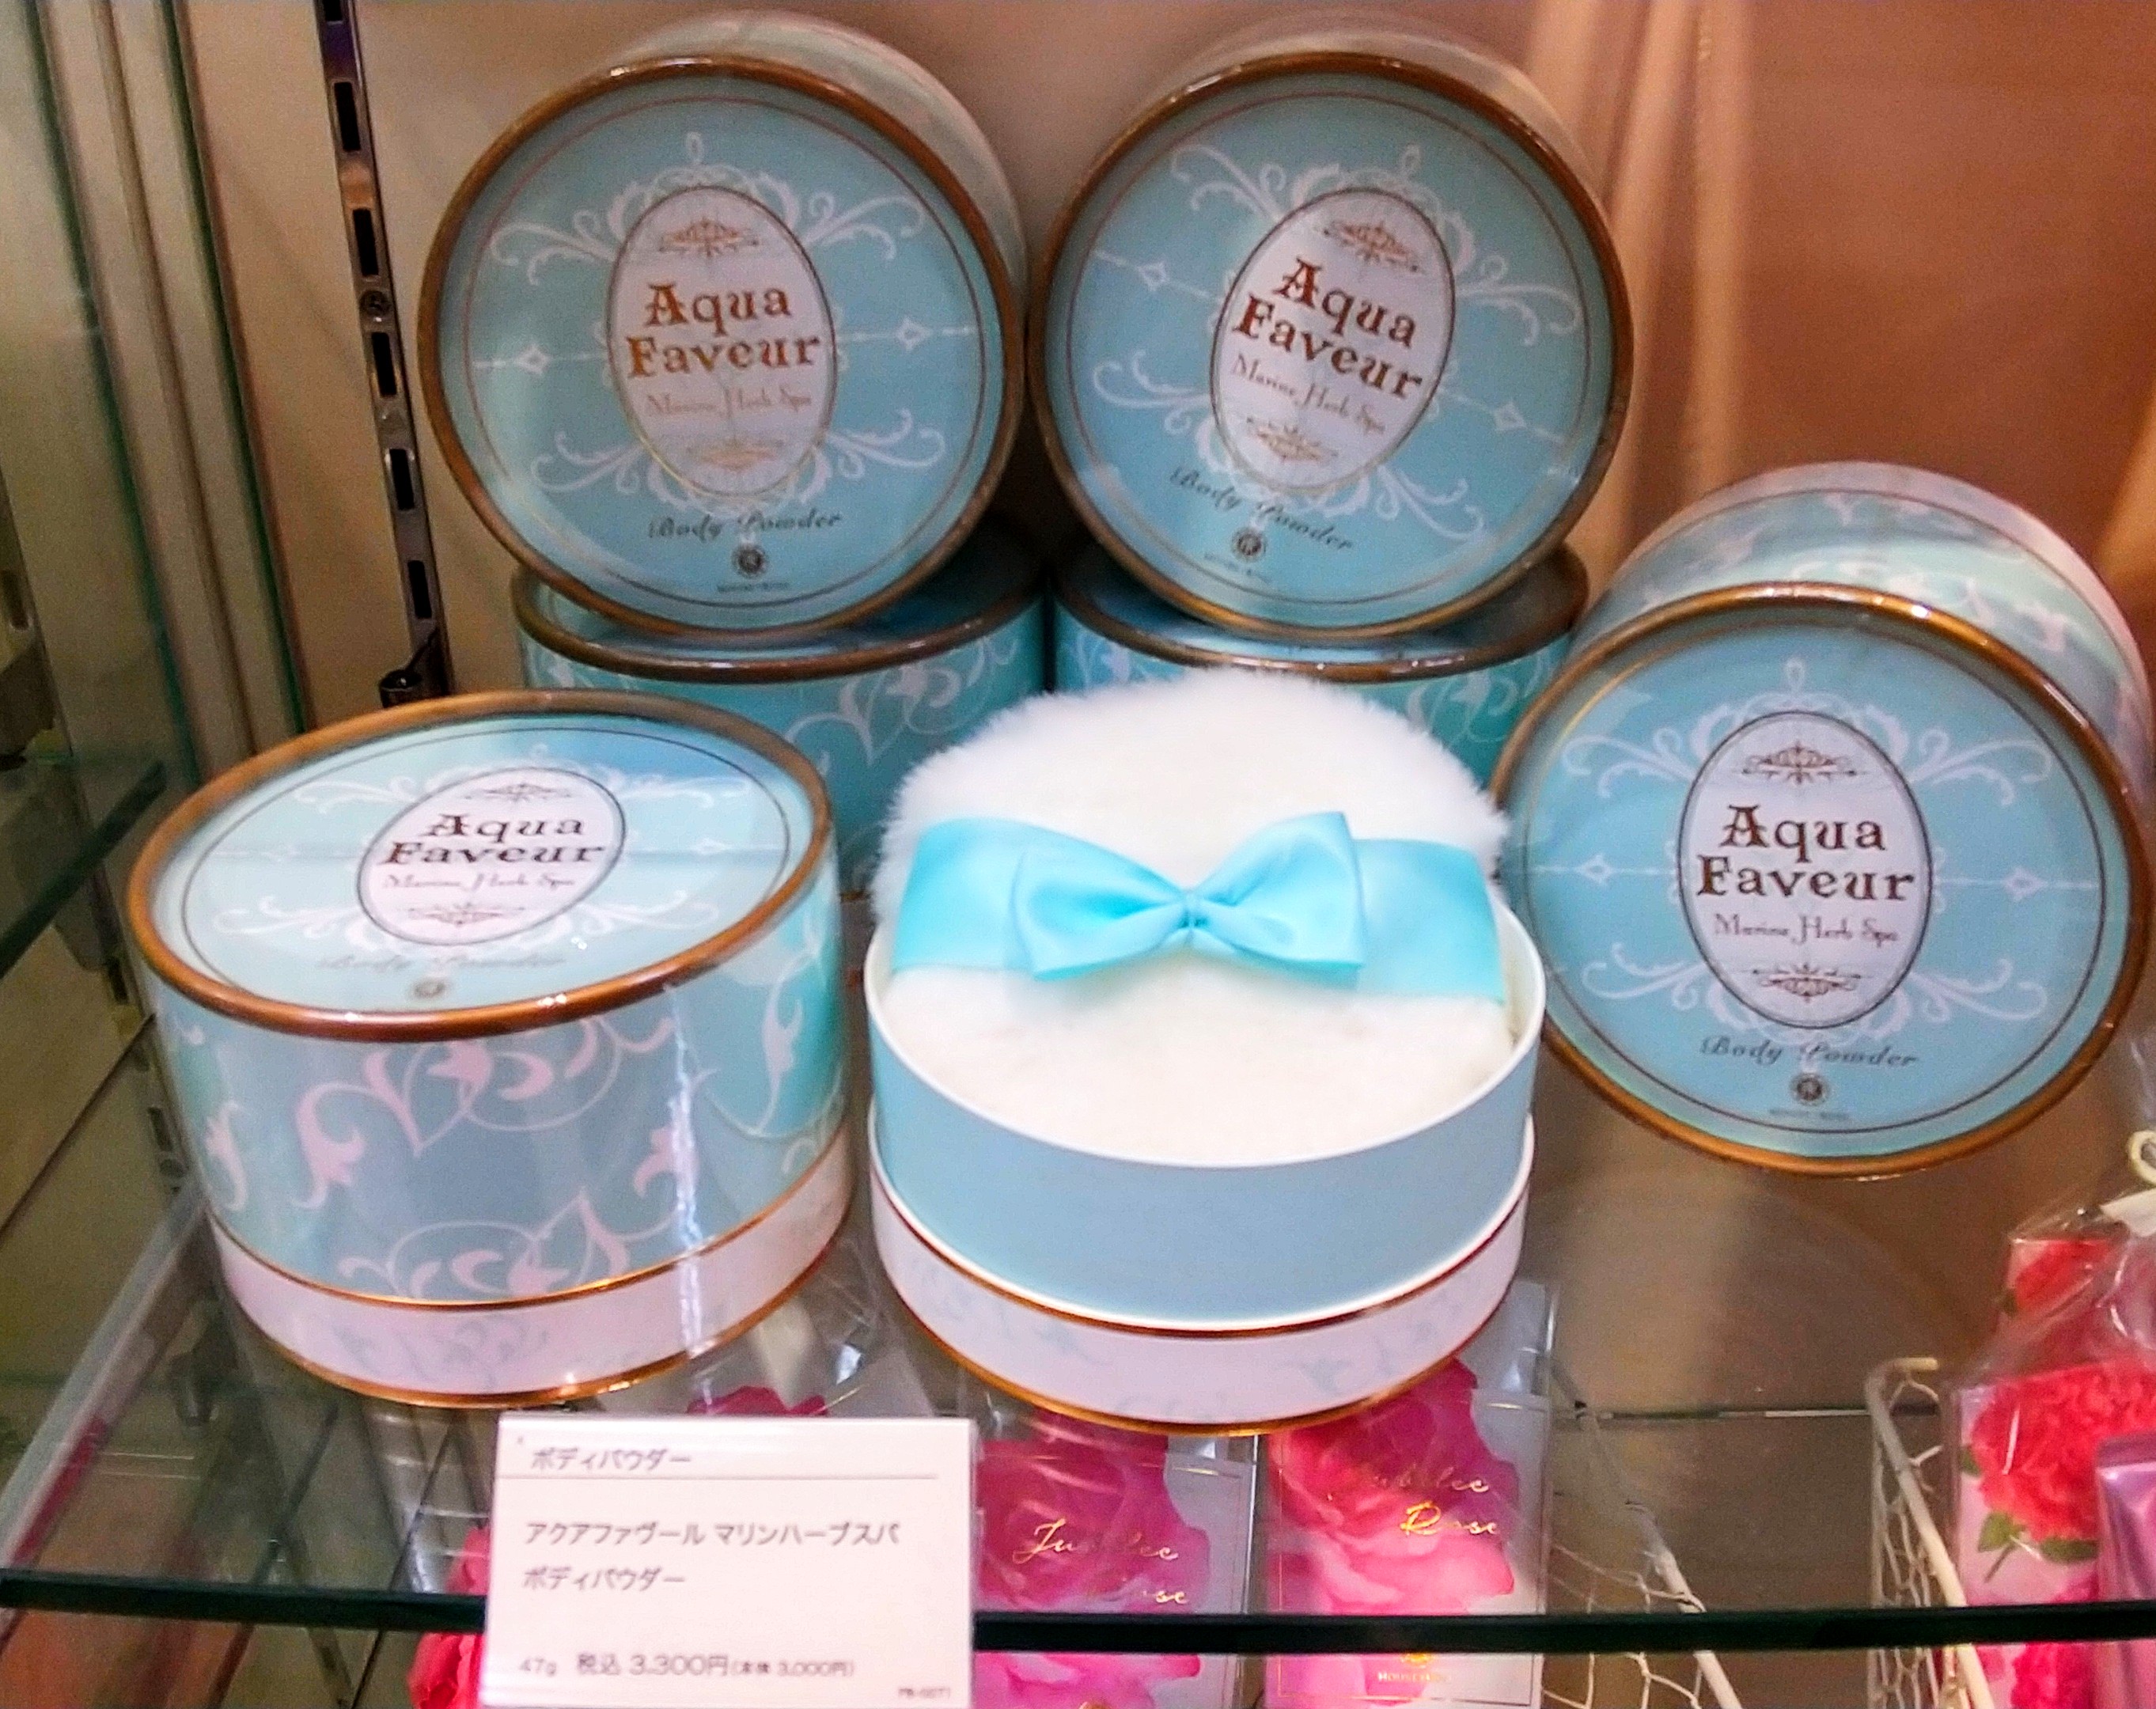 Aqua
Faveur
Marine Herb Spa
Body Powder
Aqua
Faveur
Marine Herb Spa
Body Powder
Aqua
Faveur
Marine Herb Spa
Body Powder
Aqua
Faveur
Marine Herb Spa
Body Powder
ボディパウダー
アクアファヴール マリンハーブスパ
ボディパウダー
47g 税込 3,300円(本体 3,000円)
Jubilee
Rose